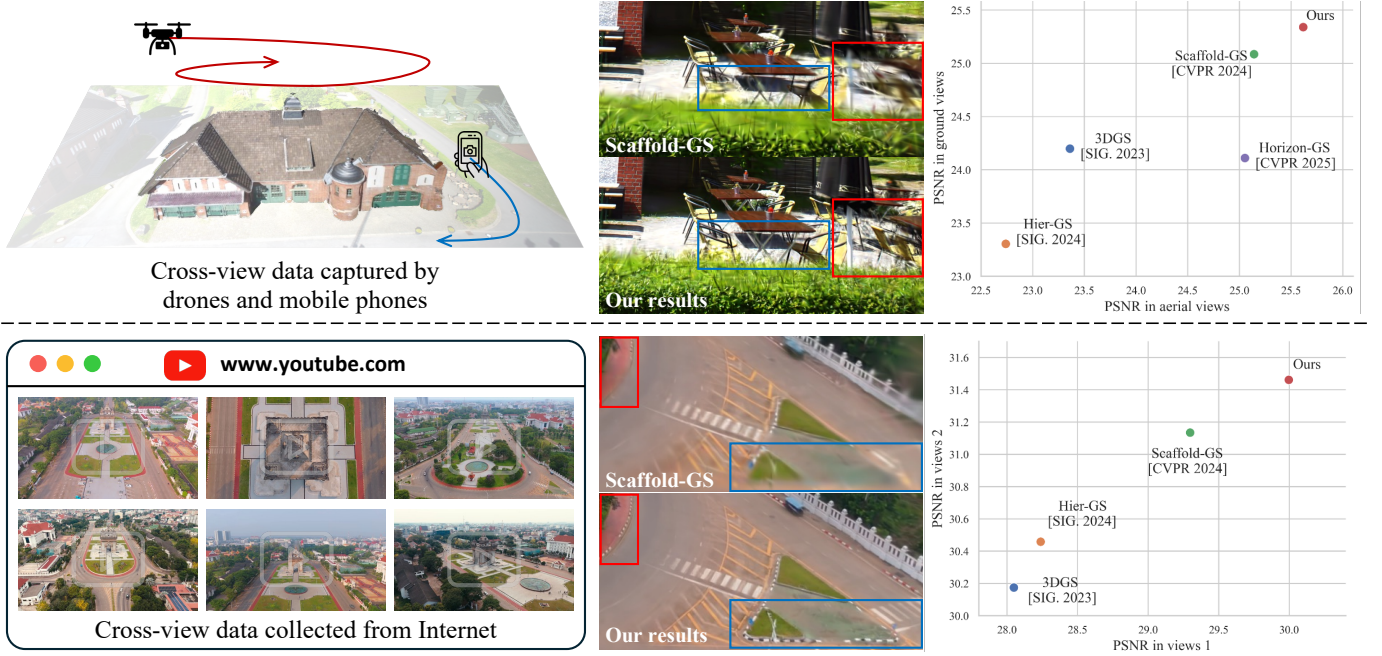 Cross-view data captured by
drones and mobile phones
Scaffold-GS
Our results
25.5
25.0
24.5
24.0
23.5
23.0
PSNR in ground views
Ours
Scaffold-GS
[CVPR 2024]
3DGS
[SIG. 2023]
Horizon-GS
[CVPR 2025]
Hier-GS
[SIG. 2024]
22.5 23.0 23.5 24.0 24.5 25.0 25.5 26.0
PSNR in aerial views
www.youtube.com
Cross-view data collected from Internet
Scaffold-GS
Our results
31.6
31.4
31.2
31.0
30.8
30.6
30.4
30.2
30.0
PSNR in views 2
Ours
Scaffold-GS
[CVPR 2024]
Hier-GS
[SIG. 2024]
3DGS
[SIG. 2023]
28.0 28.5 29.0 29.5 30.0
PSNR in views 1